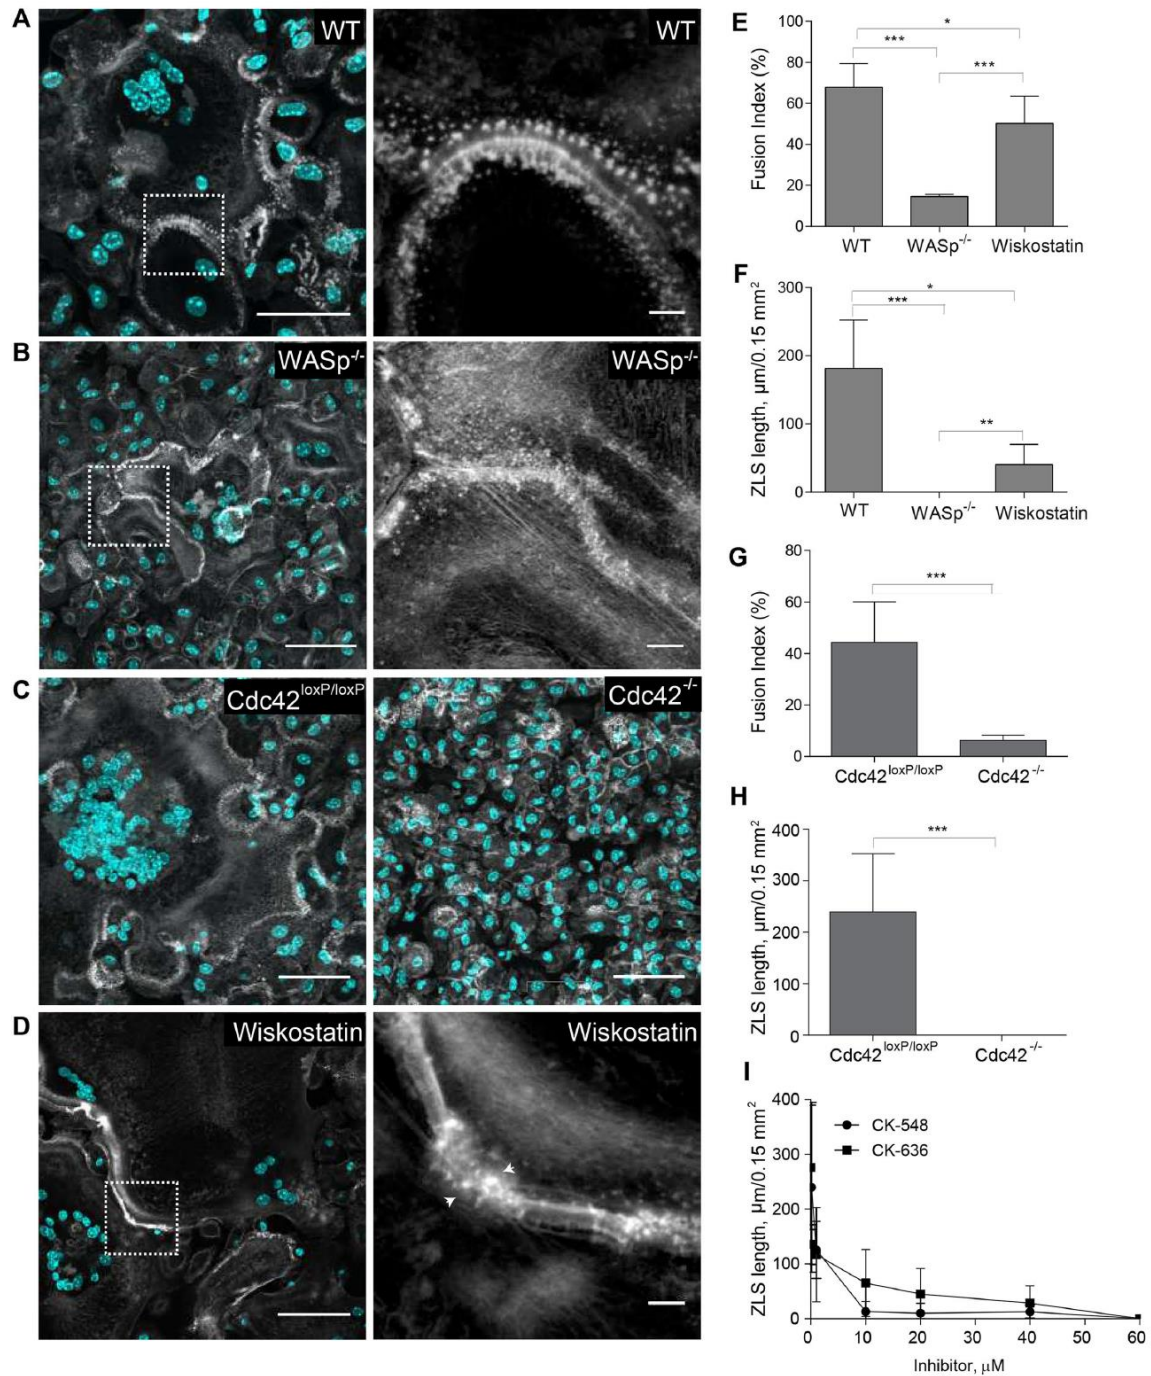 A
WT
WT
B
WASp-/-
WASp-/-
C
Cdc42loxP/loxP
Cdc42-/-
D
Wiskostatin
Wiskostatin
E
Fusion Index (%)
100
80
60
40
20
0
*
***
***
WT
WASp-/-
Wiskostatin
F
ZLS length, µm/0.15 mm2
300
200
100
0
*
***
**
WT
WASp-/-
Wiskostatin
G
Fusion Index (%)
80
60
40
20
0
***
Cdc42loxP/loxP
Cdc42-/-
H
ZLS length, µm/0.15 mm2
400
300
200
100
0
***
Cdc42loxP/loxP
Cdc42-/-
I
ZLS length, µm/0.15 mm2
400
300
200
100
0
CK-548
CK-636
0 10 20 30 40 50 60
Inhibitor, µM